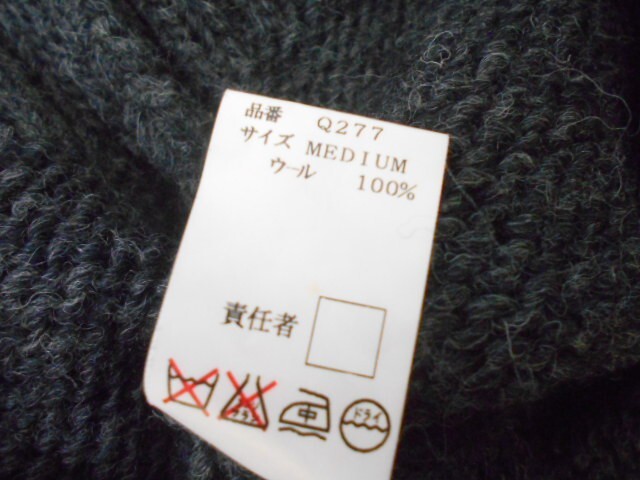 品番 Q277
サイズ MEDIUM
ウール 100%
責任者
中 ドライ